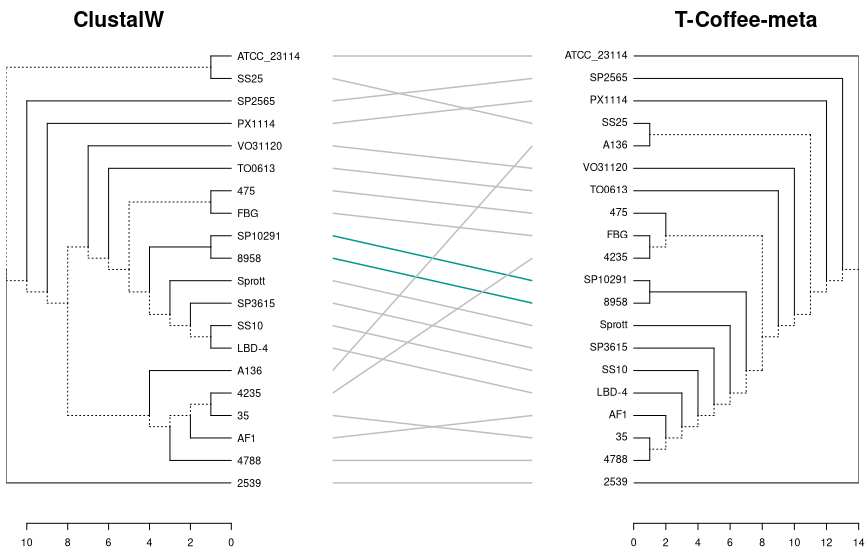 ClustalW T-Coffee-meta
ATCC_23114 ATCC_23114
SS25 SP2565
SP2565 PX1114
PX1114 SS25
VO31120 A136
TO0613 VO31120
475 TO0613
FBG 475
SP10291 FBG
8958 4235
Sprott SP10291
SP3615 8958
SS10 Sprott
LBD-4 SP3615
A136 SS10
4235 LBD-4
35 AF1
AF1 35
4788 4788
2539 2539
10 8 6 4 2 0 0 2 4 6 8 10 12 14